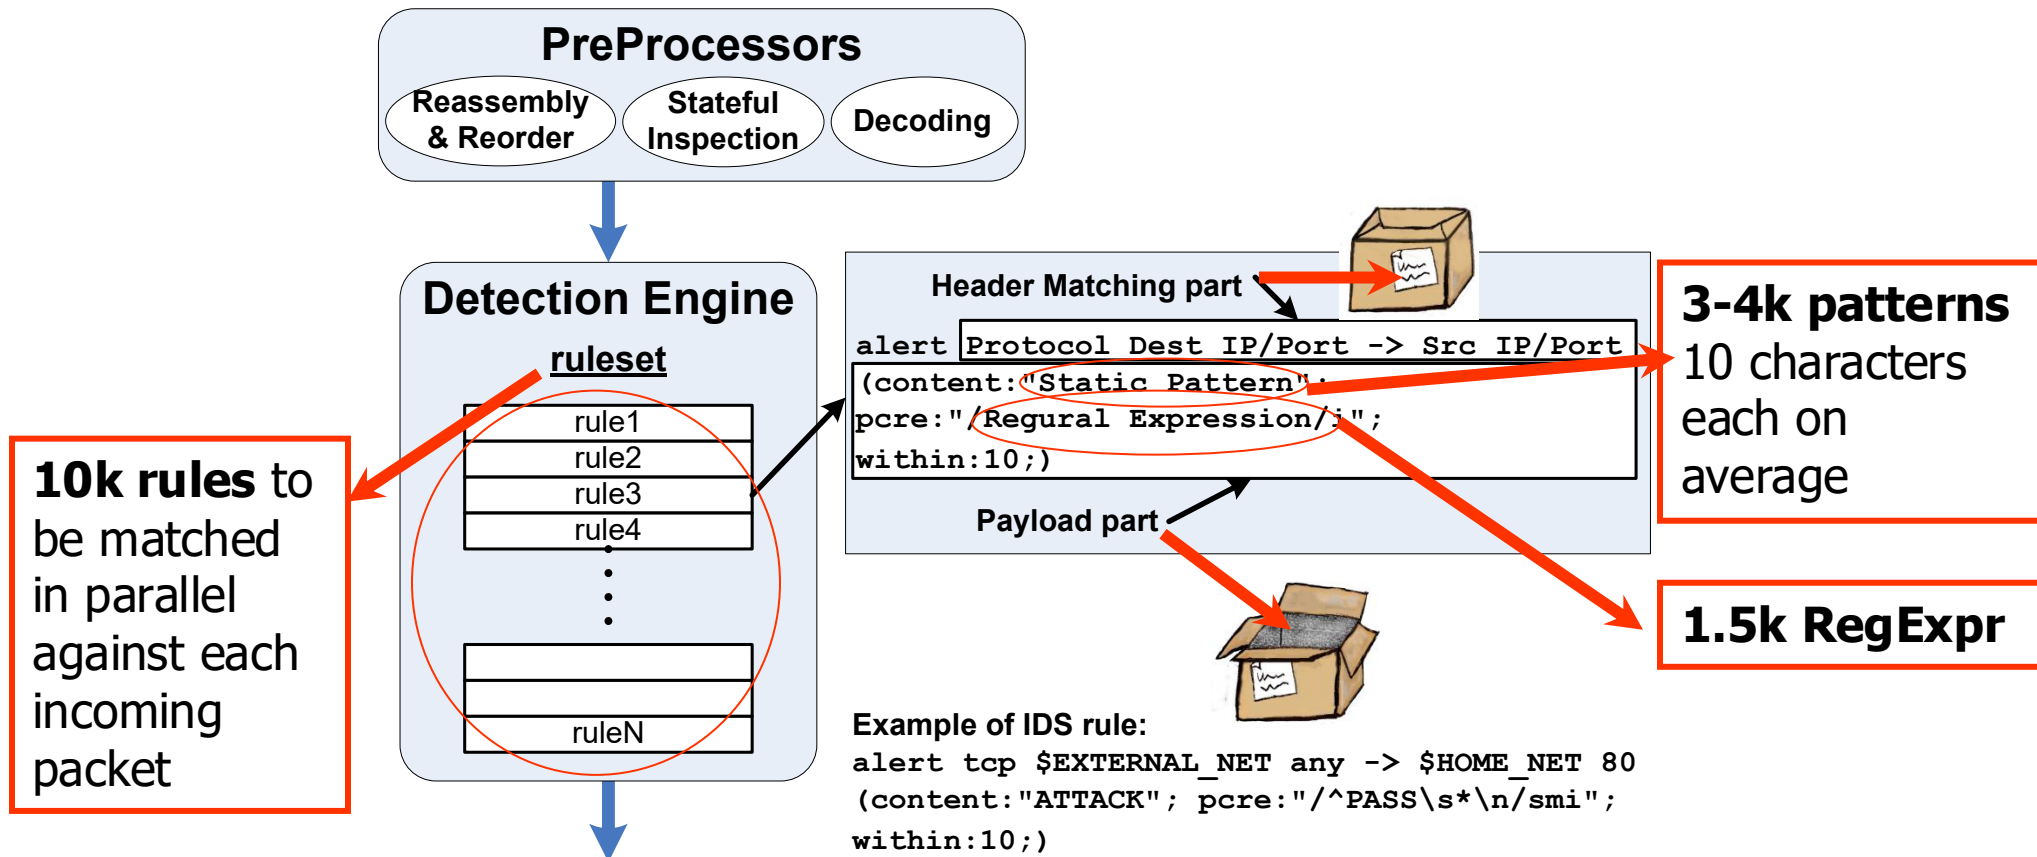 PreProcessors
Reassembly
& Reorder
Stateful
Inspection
Decoding
Detection Engine
ruleset
rule1
rule2
rule3
rule4
ruleN
10k rules to
be matched
in parallel
against each
incoming
packet
Header Matching part
alert Protocol Dest IP/Port -> Src IP/Port
(content:"Static Pattern";
pcre:"/Regural Expression/i";
within:10;)
Payload part
3-4k patterns
10 characters
each on
average
1.5k RegExpr
Example of IDS rule:
alert tcp $EXTERNAL_NET any -> $HOME_NET 80
(content:"ATTACK"; pcre:"/^PASS\s*\n/smi";
within:10;)